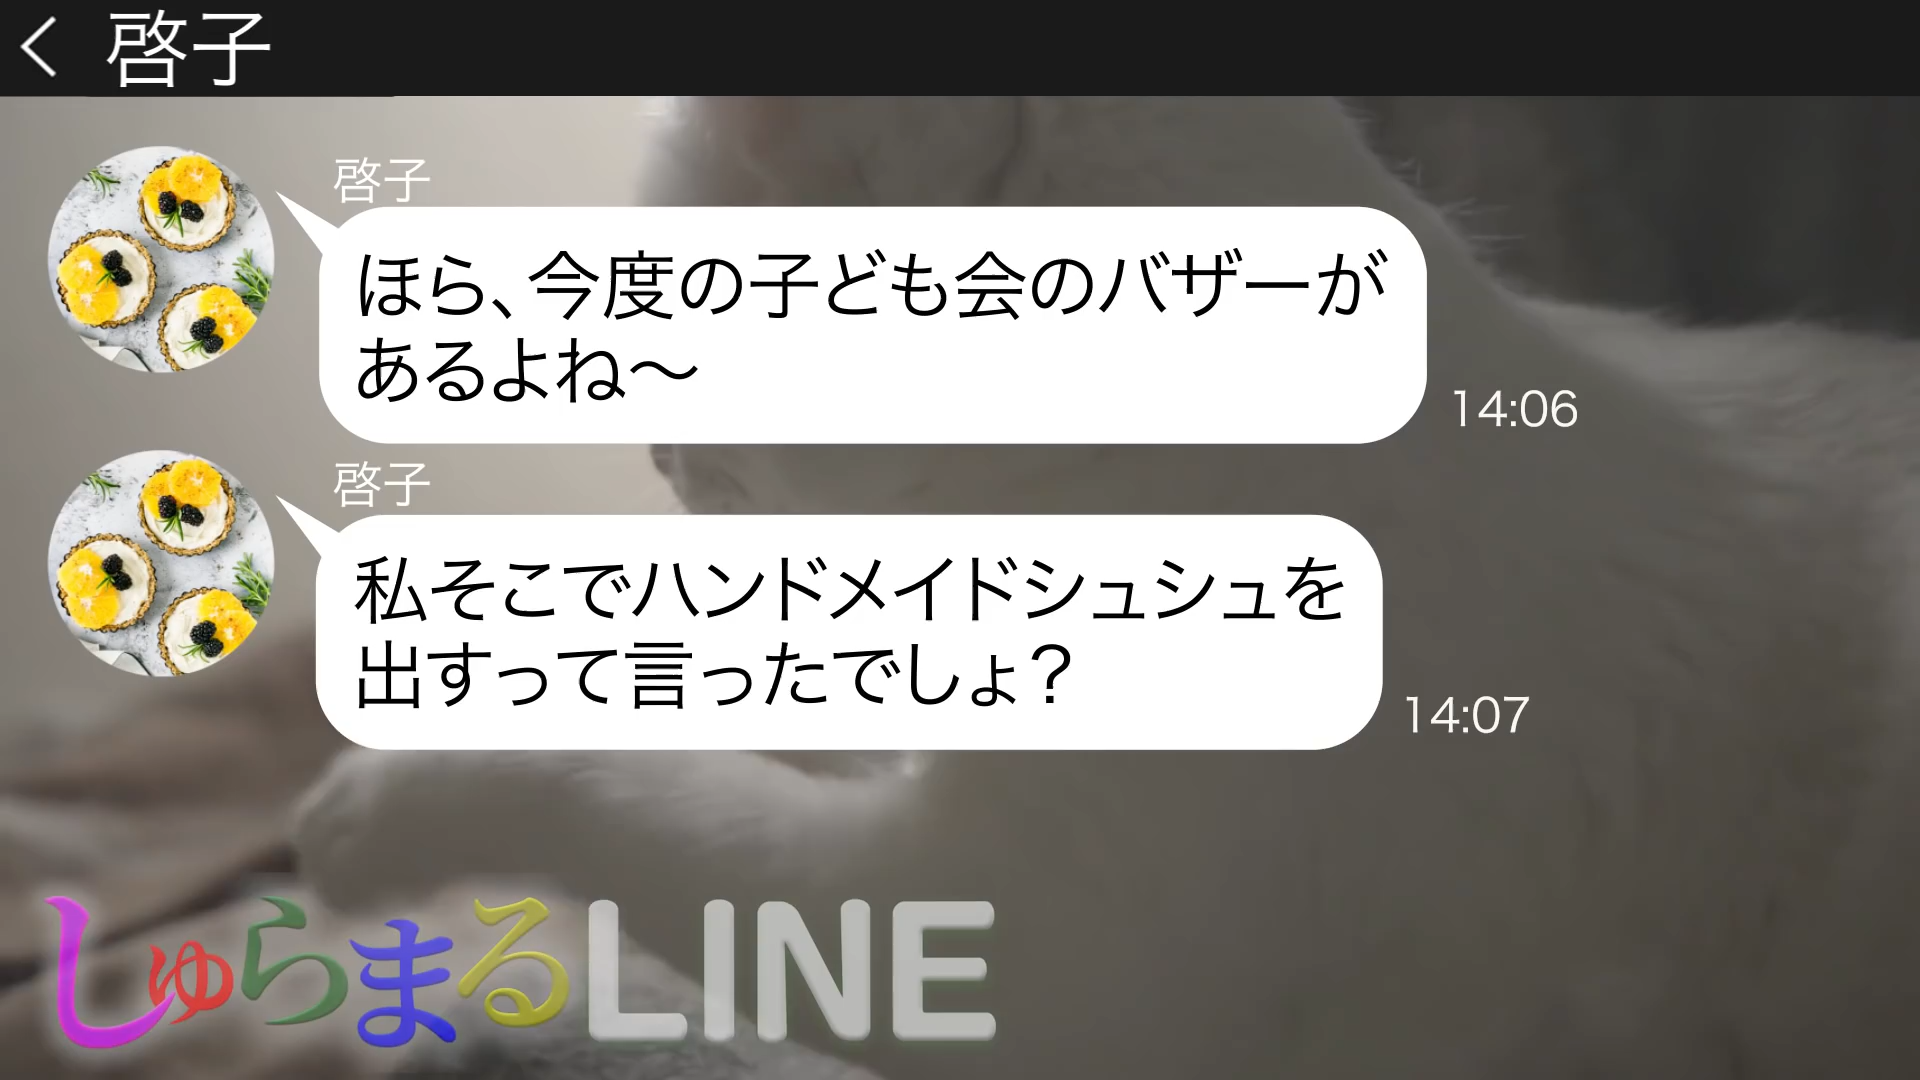 啓子
啓子
ほら、今度の子ども会のバザーが
あるよね～
14:06
啓子
私そこでハンドメイドシュシュを
出すって言ったでしょ？
14:07
しゅらまるLINE